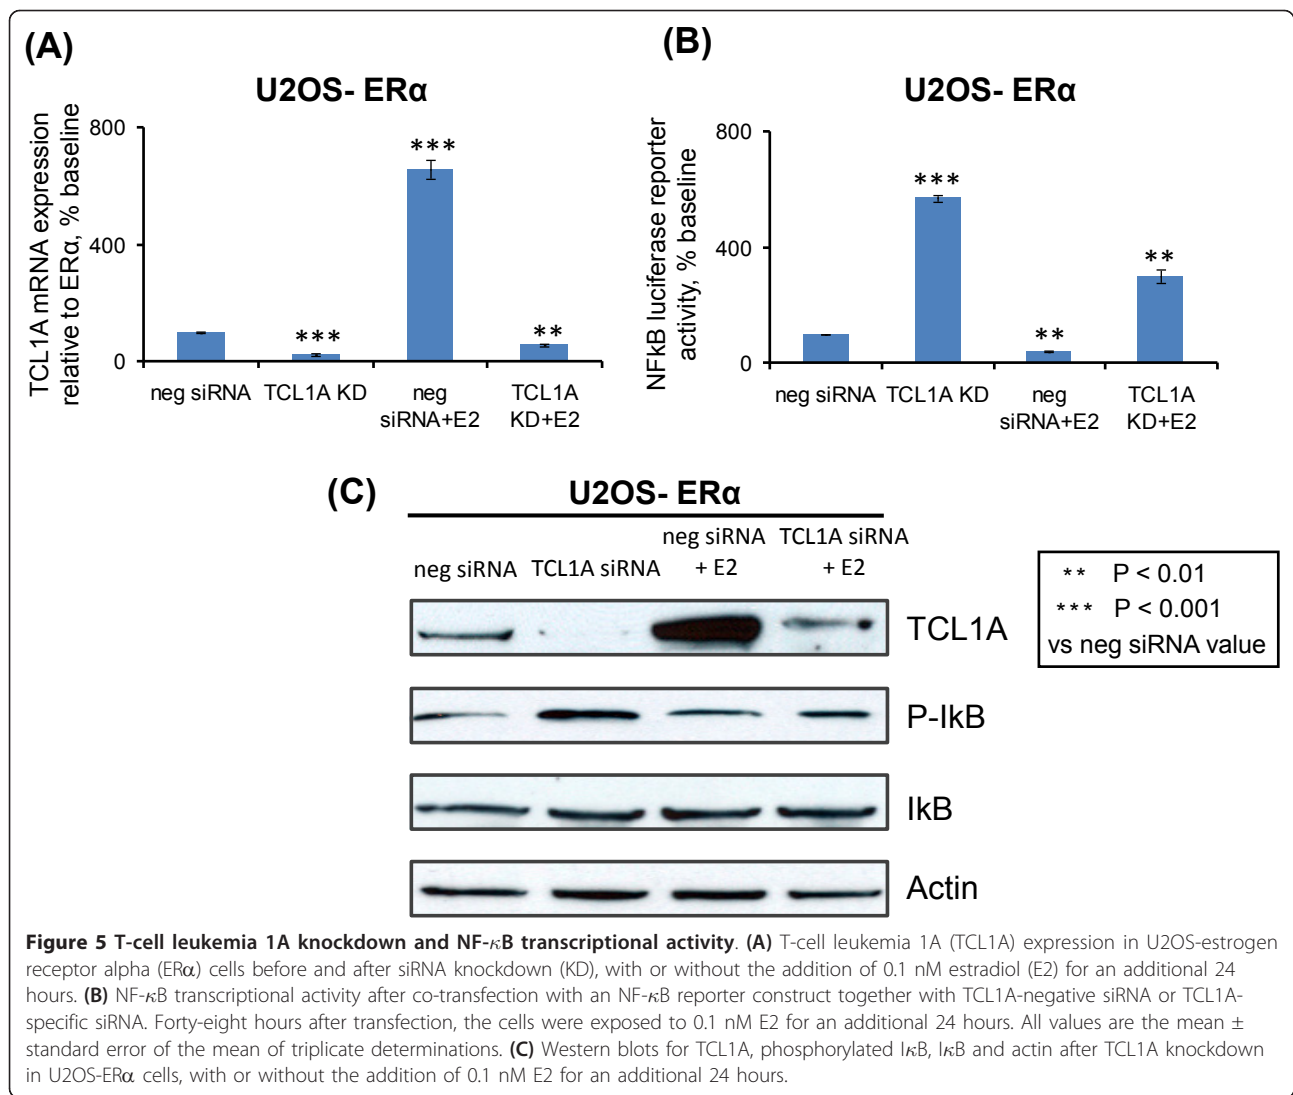 (A)
U2OS- ERα
TCL1A mRNA expression
relative to ERα, % baseline
800
400
0
***
***
**
neg siRNA
TCL1A KD
neg
siRNA+E2
TCL1A
KD+E2
(B)
U2OS- ERα
NFkB luciferase reporter
activity, % baseline
800
400
0
***
**
**
neg siRNA
TCL1A KD
neg
siRNA+E2
TCL1A
KD+E2
(C)
U2OS- ERα
neg siRNA
TCL1A siRNA
neg siRNA
+ E2
TCL1A siRNA
+ E2
TCL1A
P-IkB
IkB
Actin
** P < 0.01
*** P < 0.001
vs neg siRNA value
Figure 5 T-cell leukemia 1A knockdown and NF-κB transcriptional activity. (A) T-cell leukemia 1A (TCL1A) expression in U2OS-estrogen
receptor alpha (ERα) cells before and after siRNA knockdown (KD), with or without the addition of 0.1 nM estradiol (E2) for an additional 24
hours. (B) NF-κB transcriptional activity after co-transfection with an NF-κB reporter construct together with TCL1A-negative siRNA or TCL1A-
specific siRNA. Forty-eight hours after transfection, the cells were exposed to 0.1 nM E2 for an additional 24 hours. All values are the mean ±
standard error of the mean of triplicate determinations. (C) Western blots for TCL1A, phosphorylated IκB, IκB and actin after TCL1A knockdown
in U2OS-ERα cells, with or without the addition of 0.1 nM E2 for an additional 24 hours.